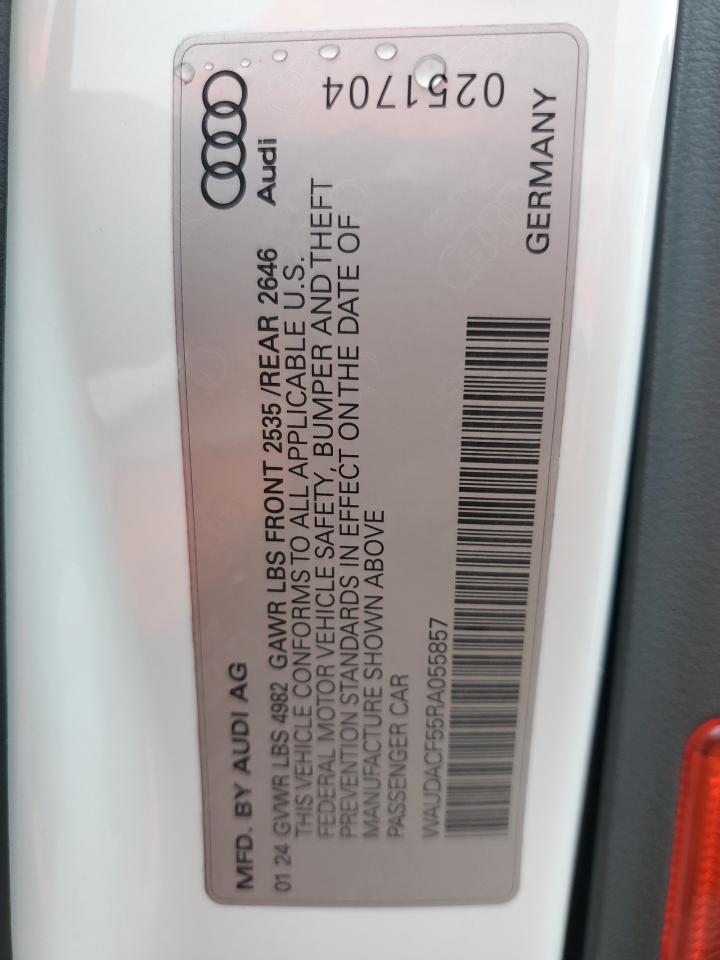 MFD. BY AUDI AG
Audi
01 24 GVWR LBS 4982 GAWR LBS FRONT 2535 /REAR 2646
THIS VEHICLE CONFORMS TO ALL APPLICABLE U.S.
FEDERAL MOTOR VEHICLE SAFETY, BUMPER AND THEFT
PREVENTION STANDARDS IN EFFECT ON THE DATE OF
MANUFACTURE SHOWN ABOVE
PASSENGER CAR
WAUDACF55RA055857
0251704
GERMANY